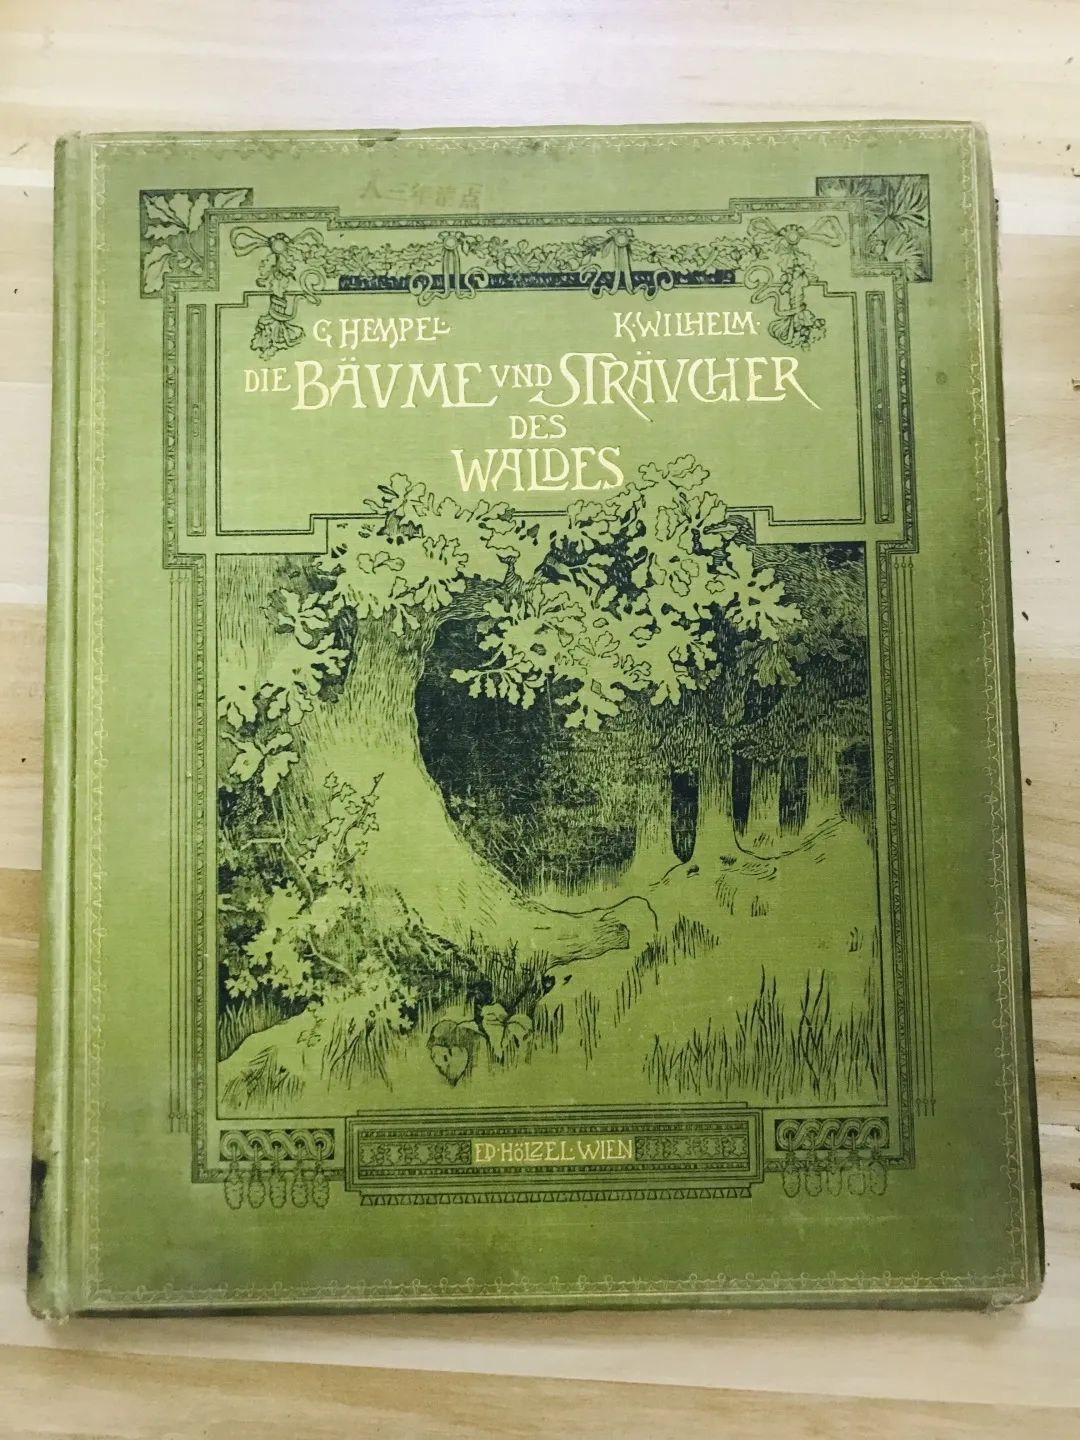 G HEMPEL· K·WILHELM·
DIE BÄVME VND STRÄVCHER
DES
WALDES
ED·HÖLZEL·WIEN